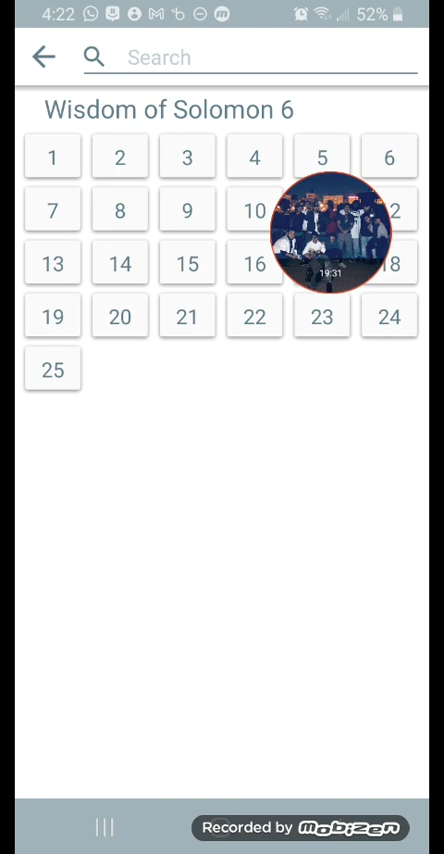 4:22 52%
Search
Wisdom of Solomon 6
1 2 3 4 5 6
7 8 9 10 2
13 14 15 16 18
19:31
19 20 21 22 23 24
25
Recorded by mobizen